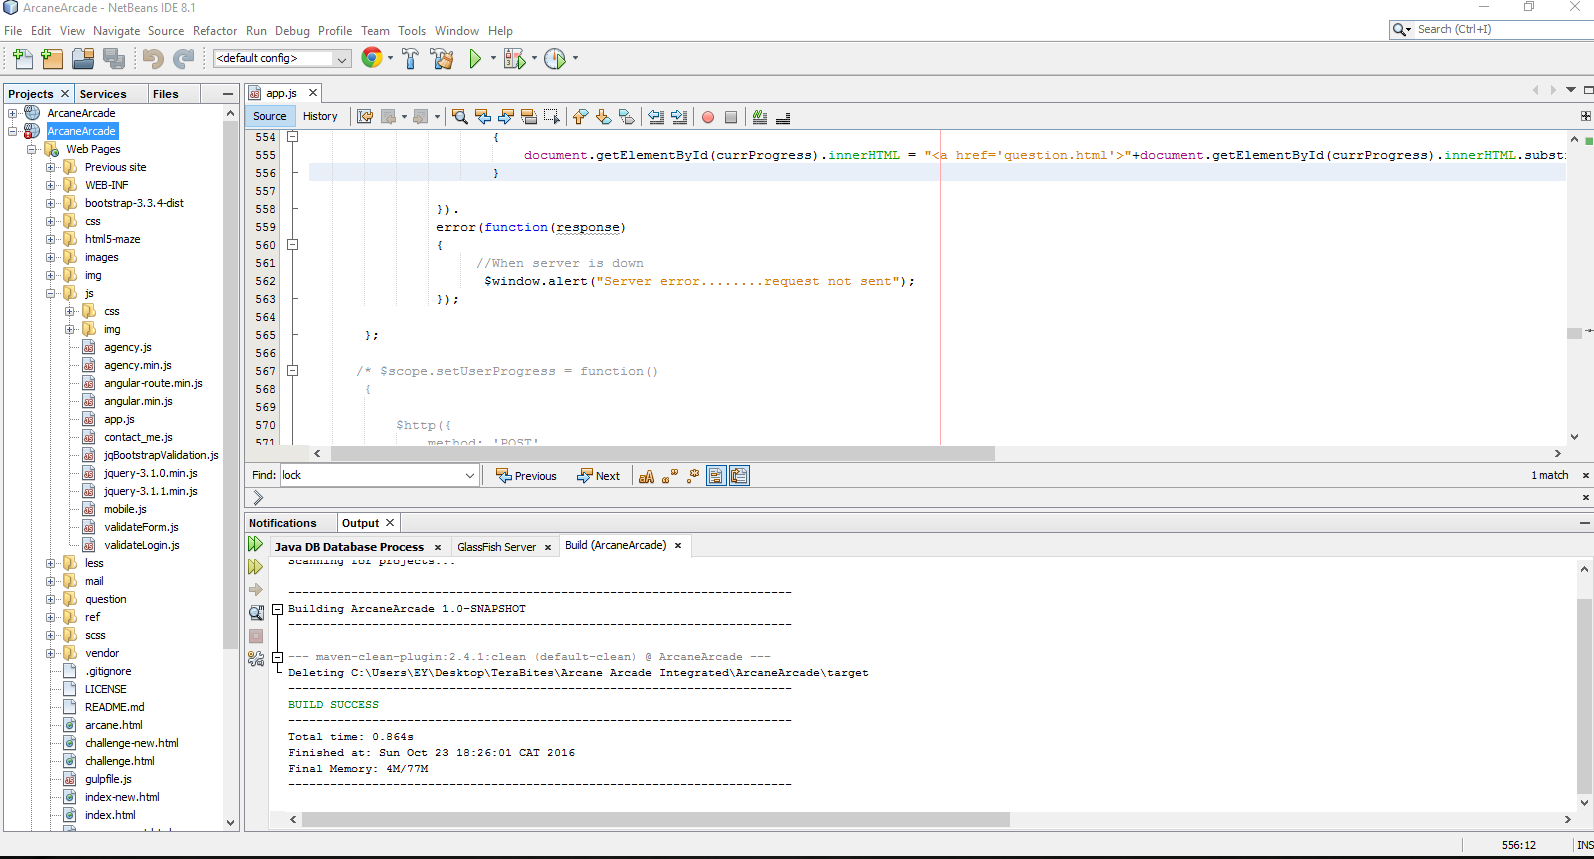 ArcaneArcade - NetBeans IDE 8.1
File Edit View Navigate Source Refactor Run Debug Profile Team Tools Window Help
Search (Ctrl+I)
<default config>
Projects Services Files
ArcaneArcade
ArcaneArcade
Web Pages
Previous site
WEB-INF
bootstrap-3.3.4-dist
css
html5-maze
images
img
js
css
img
agency.js
agency.min.js
angular-route.min.js
angular.min.js
app.js
contact_me.js
jqBootstrapValidation.js
jquery-3.1.0.min.js
jquery-3.1.1.min.js
mobile.js
validateForm.js
validateLogin.js
less
mail
question
ref
scss
vendor
.gitignore
LICENSE
README.md
arcane.html
challenge-new.html
challenge.html
gulpfile.js
index-new.html
index.html
app.js
Source History
554 {
555 document.getElementById(currProgress).innerHTML = "<a href='question.html'>"+document.getElementById(currProgress).innerHTML.subst
556 }
557
558 }).
559 error(function(response)
560 {
561 //When server is down
562 $window.alert("Server error........request not sent");
563 });
564
565 };
566
567 /* $scope.setUserProgress = function()
568 {
569
570 $http({
571 method: 'POST'
Find: lock Previous Next 1 match
Notifications Output
Java DB Database Process GlassFish Server Build (ArcaneArcade)
Scanning for projects...
------------------------------------------------------------------------
Building ArcaneArcade 1.0-SNAPSHOT
------------------------------------------------------------------------
--- maven-clean-plugin:2.4.1:clean (default-clean) @ ArcaneArcade ---
Deleting C:\Users\EY\Desktop\TeraBites\Arcane Arcade Integrated\ArcaneArcade\target
------------------------------------------------------------------------
BUILD SUCCESS
------------------------------------------------------------------------
Total time: 0.864s
Finished at: Sun Oct 23 18:26:01 CAT 2016
Final Memory: 4M/77M
------------------------------------------------------------------------
556:12 INS